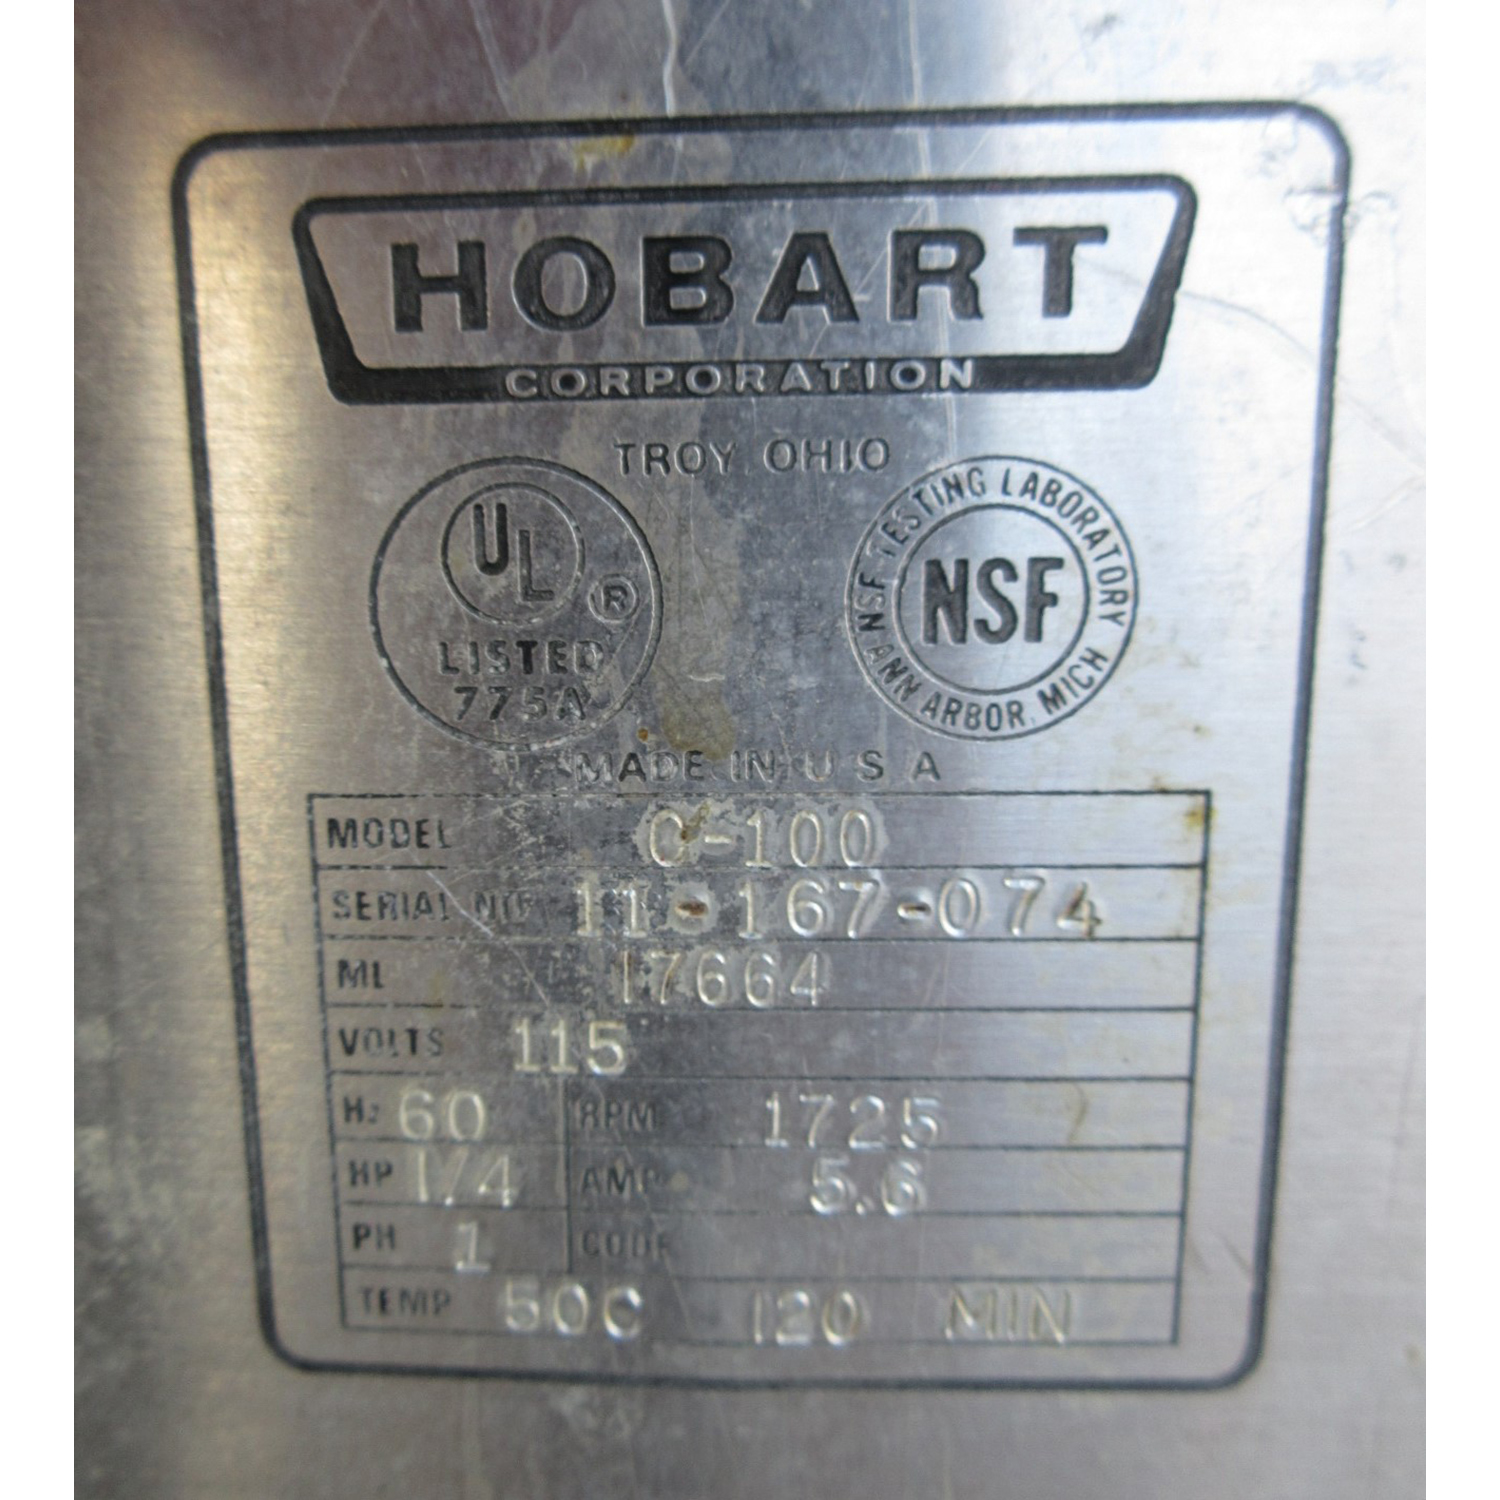 HOBART
CORPORATION
TROY OHIO
UL
®
LISTED
775A
NSF TESTING LABORATORY
NSF
ANN ARBOR, MICH
MADE IN U S A
MODEL C-100
SERIAL NO 11-167-074
ML 17664
VOLTS 115
Hz 60 RPM 1725
HP 1/4 AMP 5.6
PH 1 CODE
TEMP 50C 120 MIN